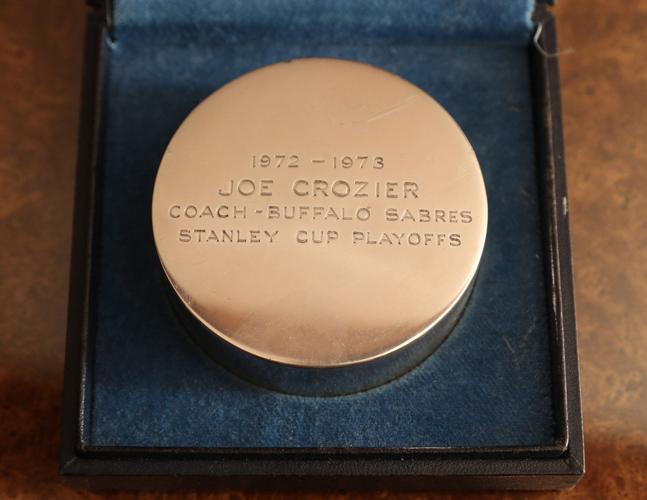 1972 - 1973
JOE CROZIER
COACH - BUFFALO SABRES
STANLEY CUP PLAYOFFS